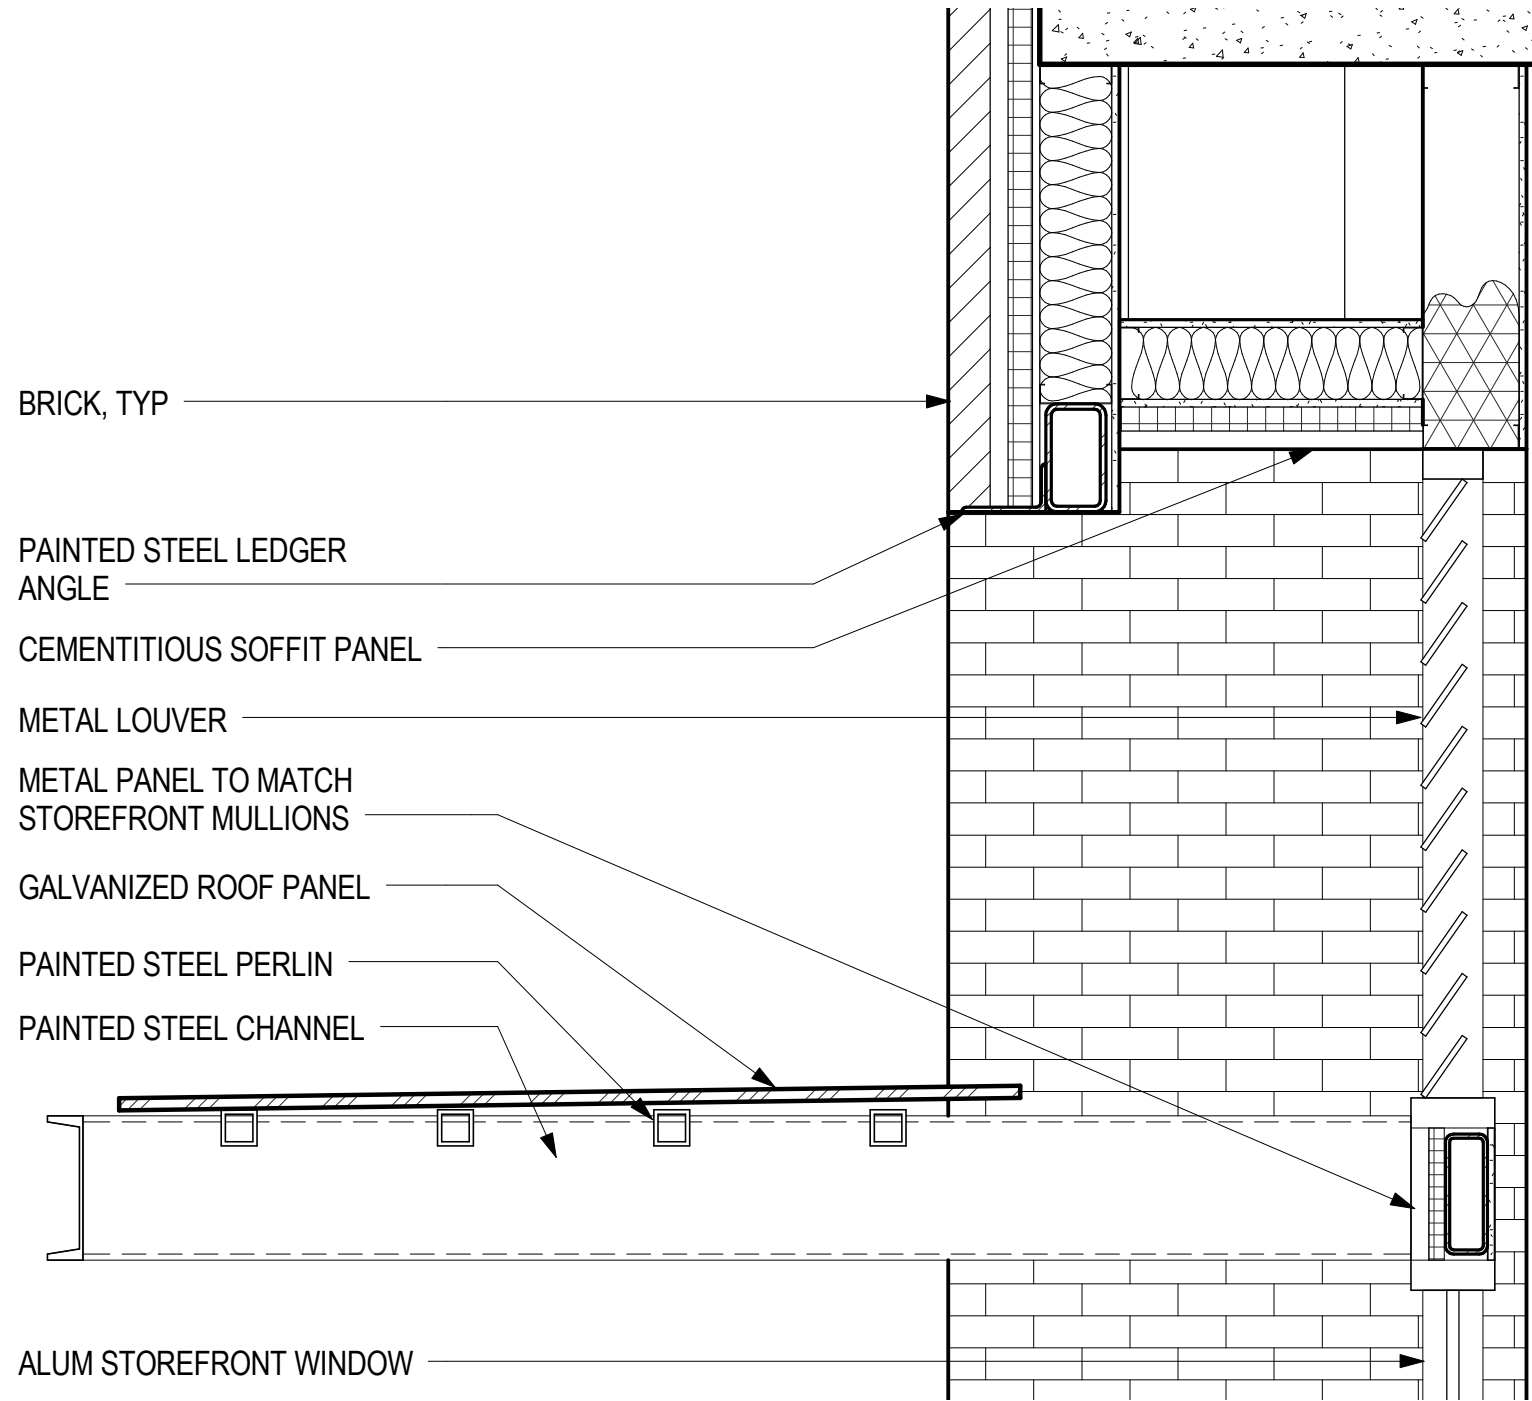 BRICK, TYP
PAINTED STEEL LEDGER
ANGLE
CEMENTITIOUS SOFFIT PANEL
METAL LOUVER
METAL PANEL TO MATCH
STOREFRONT MULLIONS
GALVANIZED ROOF PANEL
PAINTED STEEL PERLIN
PAINTED STEEL CHANNEL
ALUM STOREFRONT WINDOW